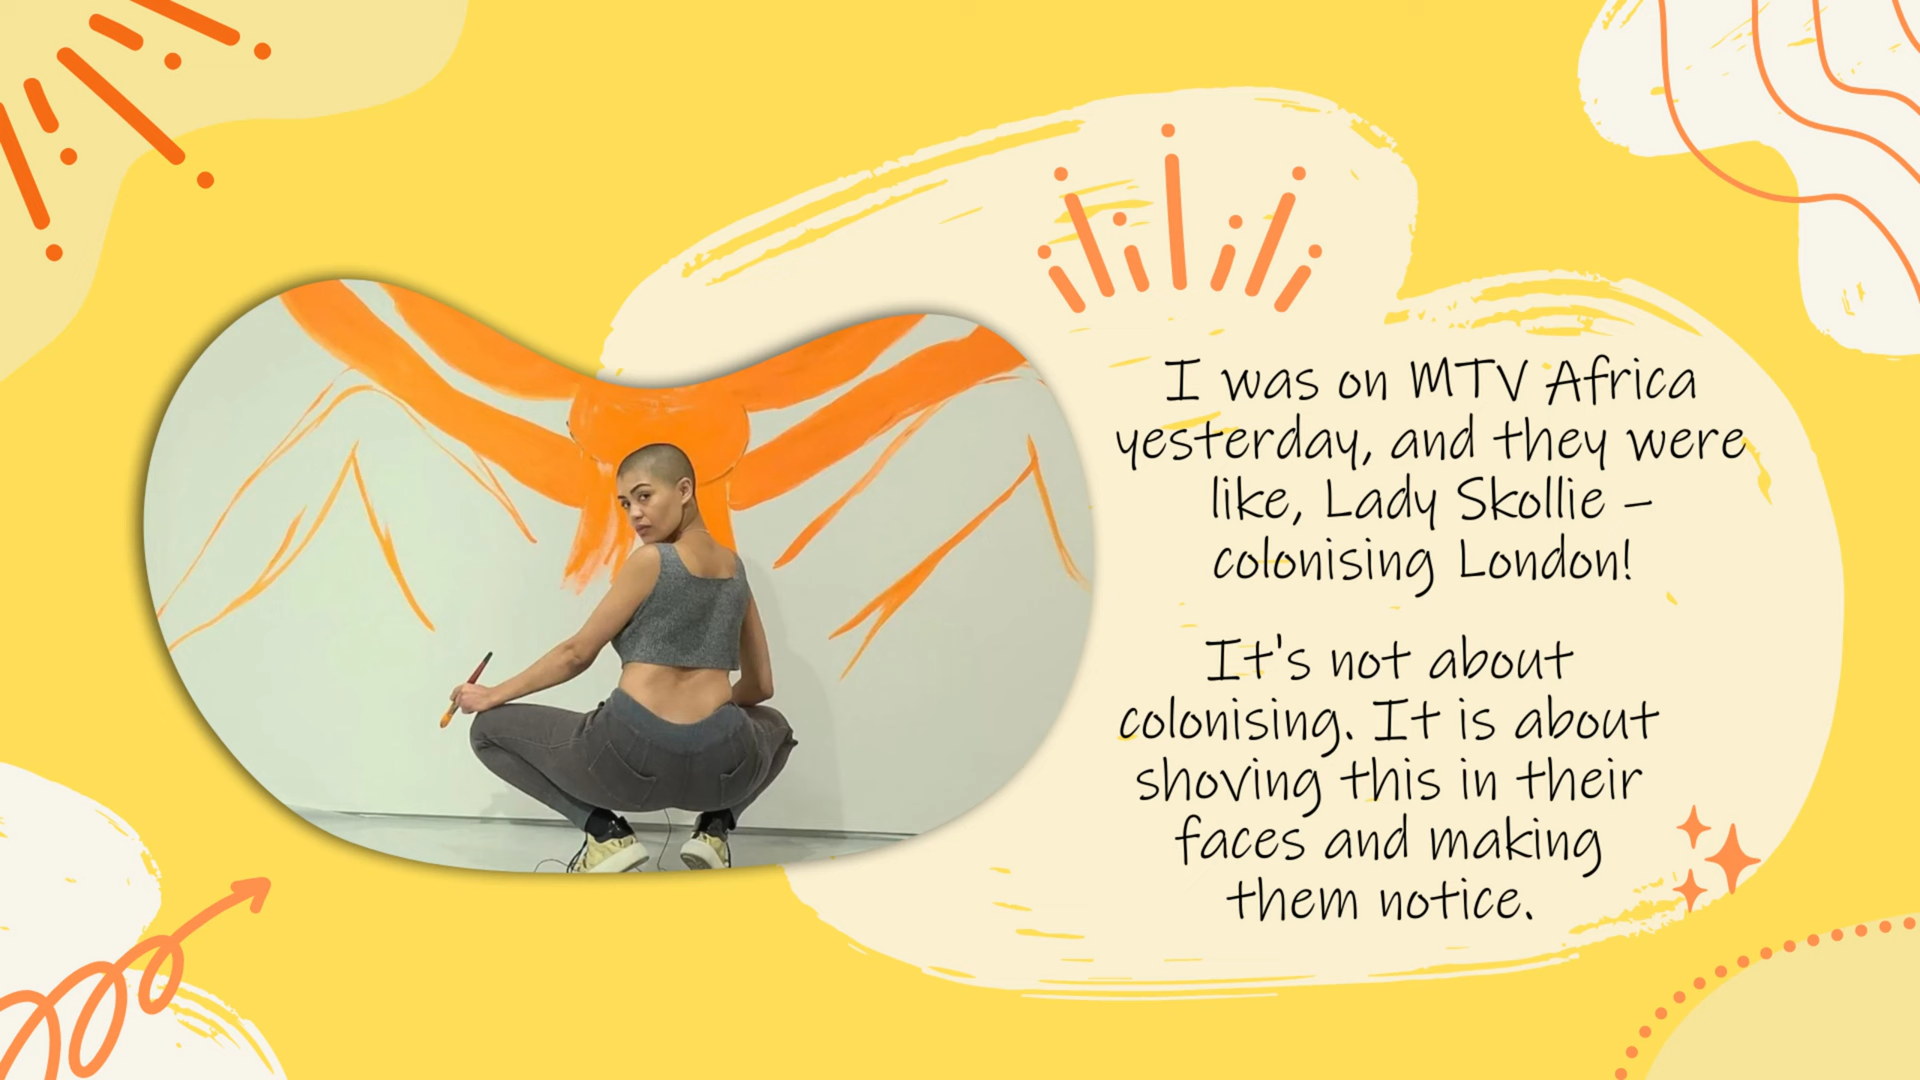 I was on MTV Africa
yesterday, and they were
like, Lady Skollie –
colonising London!
It's not about
colonising. It is about
shoving this in their
faces and making
them notice.